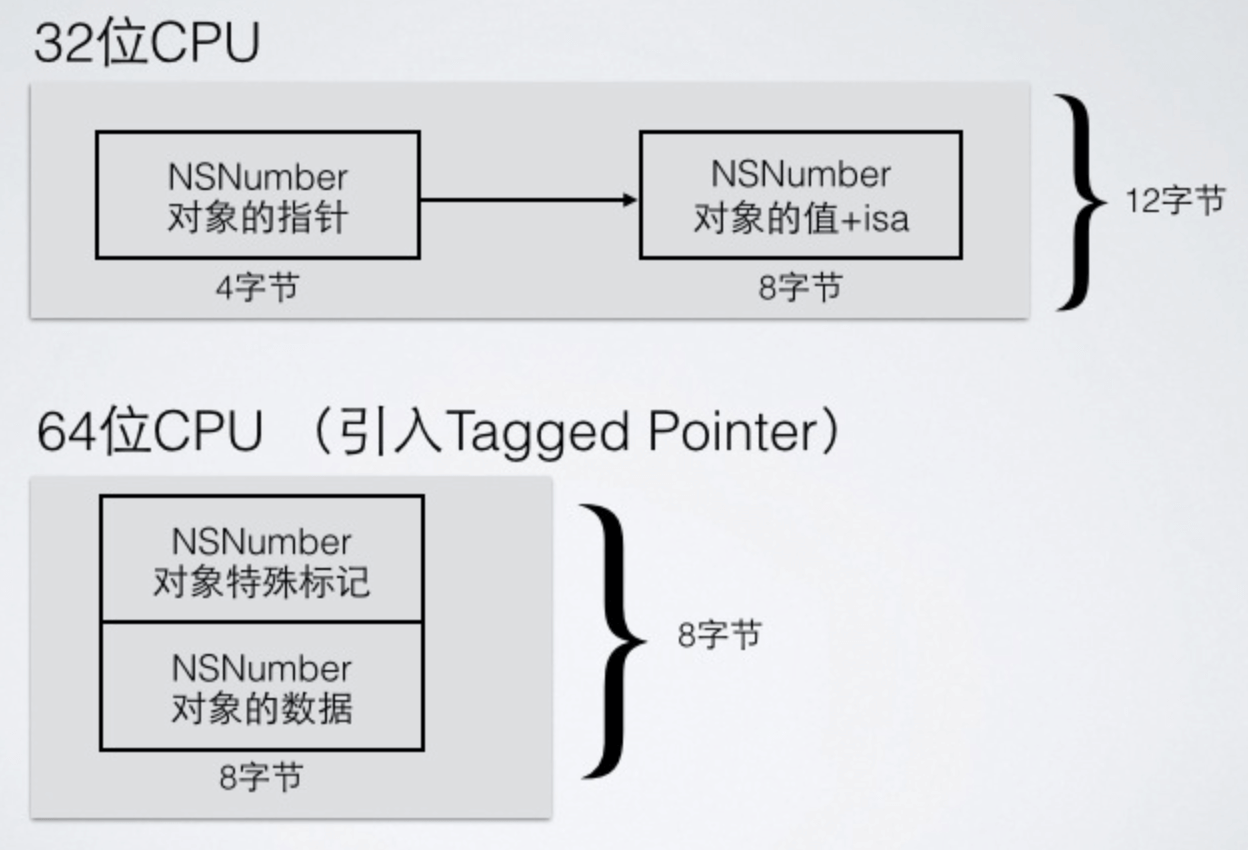 32位CPU
NSNumber
对象的指针
4字节
NSNumber
对象的值+isa
8字节
12字节
64位CPU （引入Tagged Pointer）
NSNumber
对象特殊标记
NSNumber
对象的数据
8字节
8字节